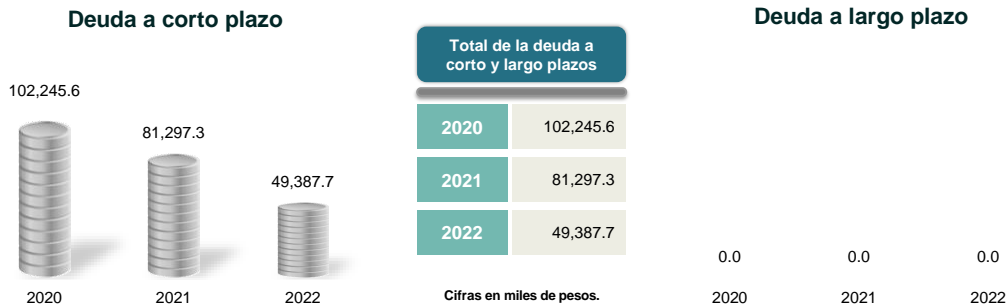 Deuda a corto plazo
102,245.6
81,297.3
49,387.7
2020 2021 2022
Total de la deuda a
corto y largo plazos
2020 102,245.6
2021 81,297.3
2022 49,387.7
Cifras en miles de pesos.
Deuda a largo plazo
0.0 0.0 0.0
2020 2021 2022